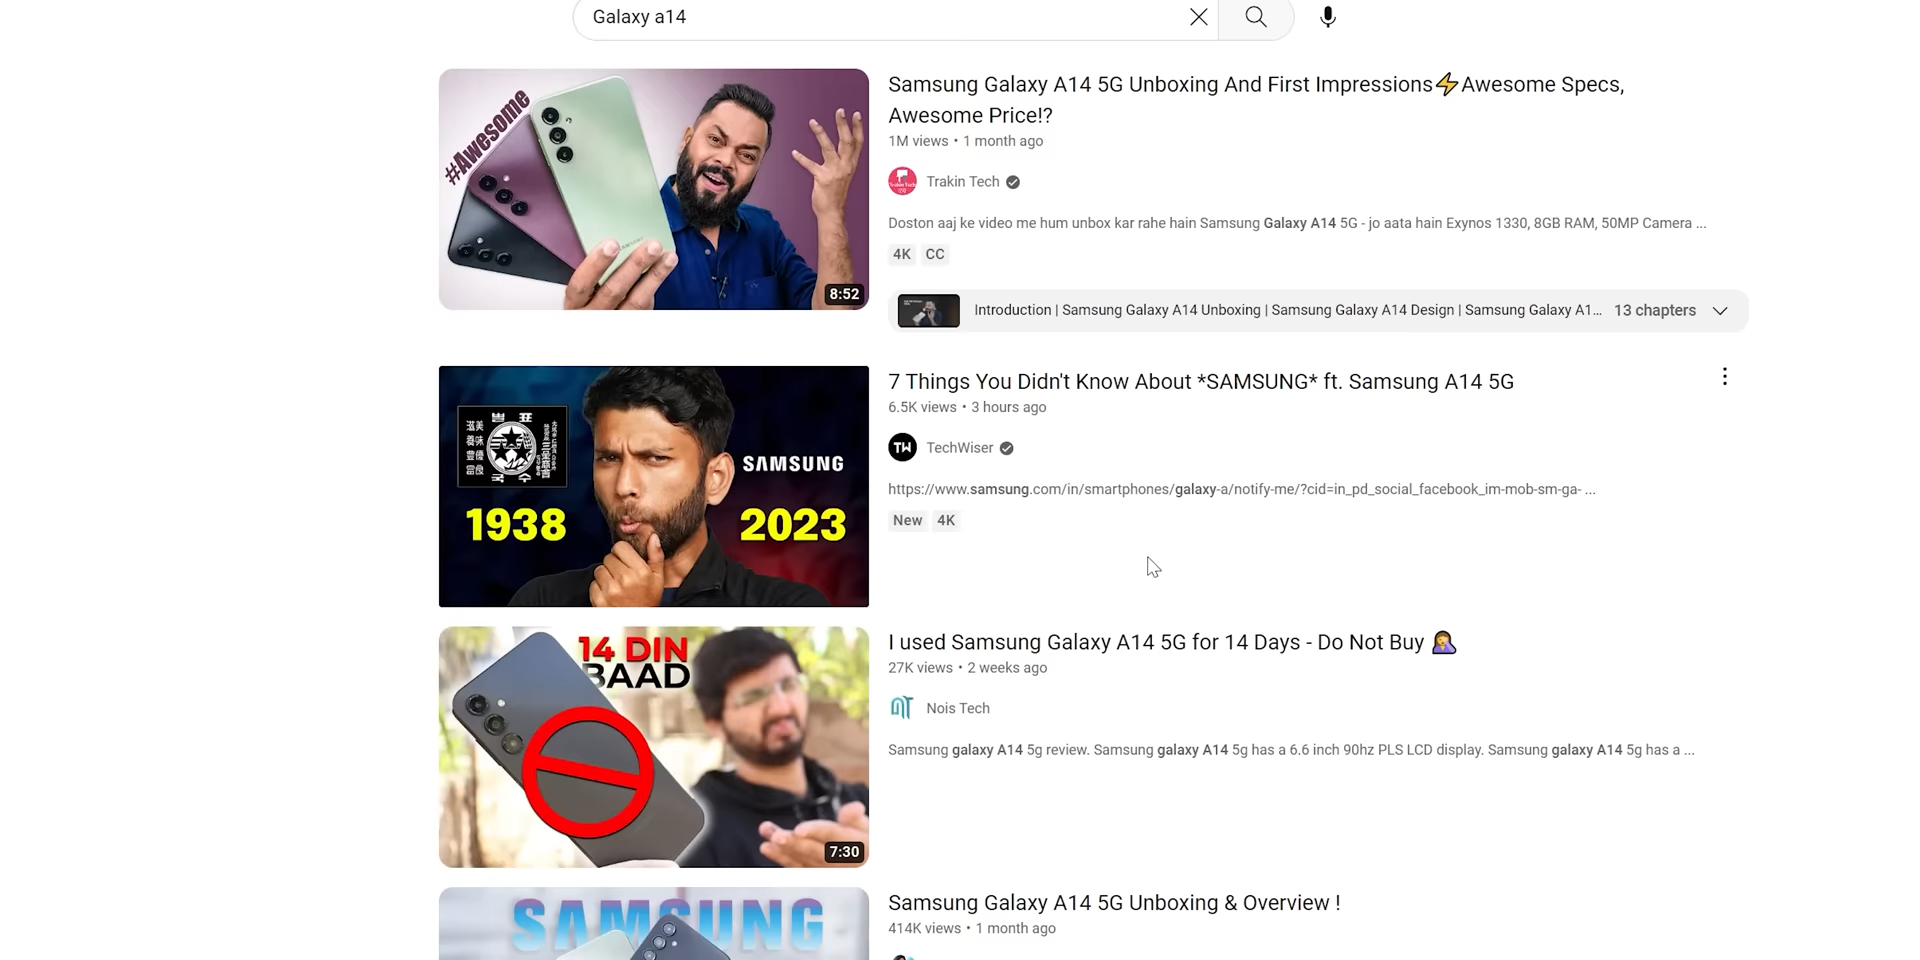 Galaxy a14
#Awesome
SAMSUNG
8:52
Samsung Galaxy A14 5G Unboxing And First Impressions⚡Awesome Specs,
Awesome Price!?
1M views • 1 month ago
Trakin Tech
Doston aaj ke video me hum unbox kar rahe hain Samsung Galaxy A14 5G - jo aata hain Exynos 1330, 8GB RAM, 50MP Camera ...
4K CC
Introduction | Samsung Galaxy A14 Unboxing | Samsung Galaxy A14 Design | Samsung Galaxy A1... 13 chapters
SAMSUNG
1938
2023
7 Things You Didn't Know About *SAMSUNG* ft. Samsung A14 5G
6.5K views • 3 hours ago
TW TechWiser
https://www.samsung.com/in/smartphones/galaxy-a/notify-me/?cid=in_pd_social_facebook_im-mob-sm-ga- ...
New 4K
14 DIN
BAAD
7:30
I used Samsung Galaxy A14 5G for 14 Days - Do Not Buy 🤦
27K views • 2 weeks ago
Nois Tech
Samsung galaxy A14 5g review. Samsung galaxy A14 5g has a 6.6 inch 90hz PLS LCD display. Samsung galaxy A14 5g has a ...
SAMSUNG
Samsung Galaxy A14 5G Unboxing & Overview !
414K views • 1 month ago